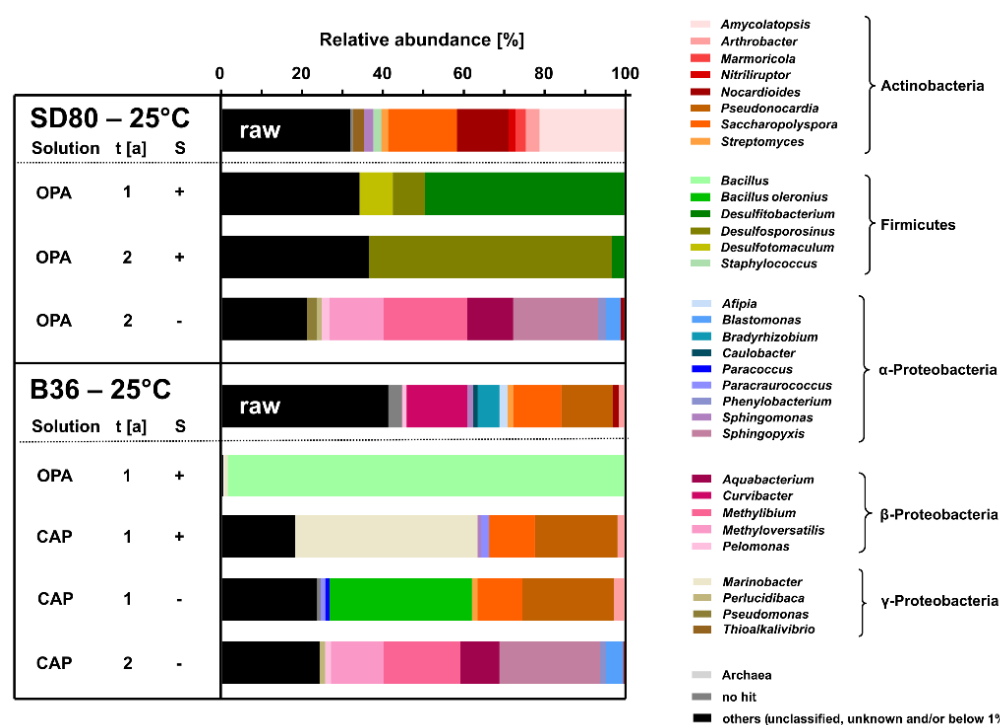 Relative abundance [%]
0 20 40 60 80 100
SD80 – 25°C
Solution t [a] S
raw
OPA 1 +
OPA 2 +
OPA 2 -
B36 – 25°C
Solution t [a] S
raw
OPA 1 +
CAP 1 +
CAP 1 -
CAP 2 -
Amycolatopsis
Arthrobacter
Marmoricola
Nitriliruptor
Nocardioides
Pseudonocardia
Saccharopolyspora
Streptomyces
Actinobacteria
Bacillus
Bacillus oleronius
Desulfitobacterium
Desulfosporosinus
Desulfotomaculum
Staphylococcus
Firmicutes
Afipia
Blastomonas
Bradyrhizobium
Caulobacter
Paracoccus
Paracraurococcus
Phenylobacterium
Sphingomonas
Sphingopyxis
α-Proteobacteria
Aquabacterium
Curvibacter
Methylibium
Methyloversatilis
Pelomonas
β-Proteobacteria
Marinobacter
Perlucidibaca
Pseudomonas
Thioalkalivibrio
γ-Proteobacteria
Archaea
no hit
others (unclassified, unknown and/or below 1%